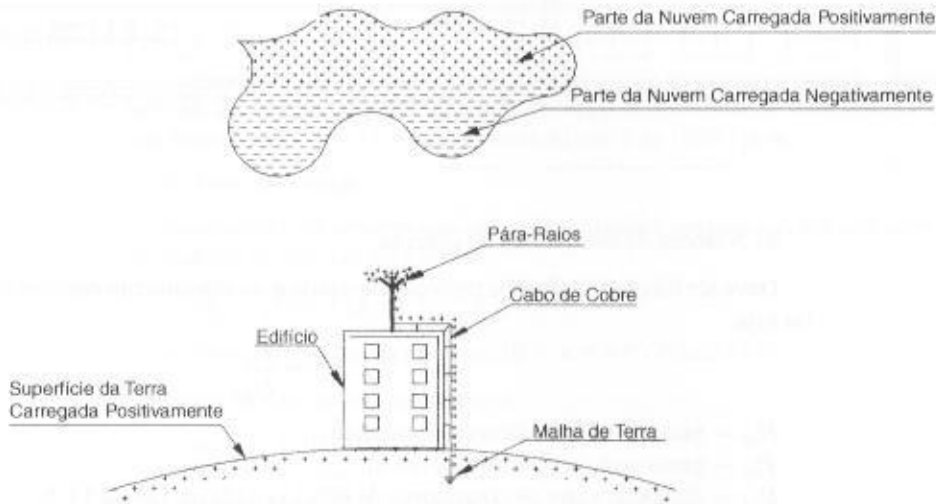 Parte da Nuvem Carregada Positivamente
Parte da Nuvem Carregada Negativamente
Pára-Raios
Cabo de Cobre
Edifício
Superfície da Terra
Carregada Positivamente
Malha de Terra